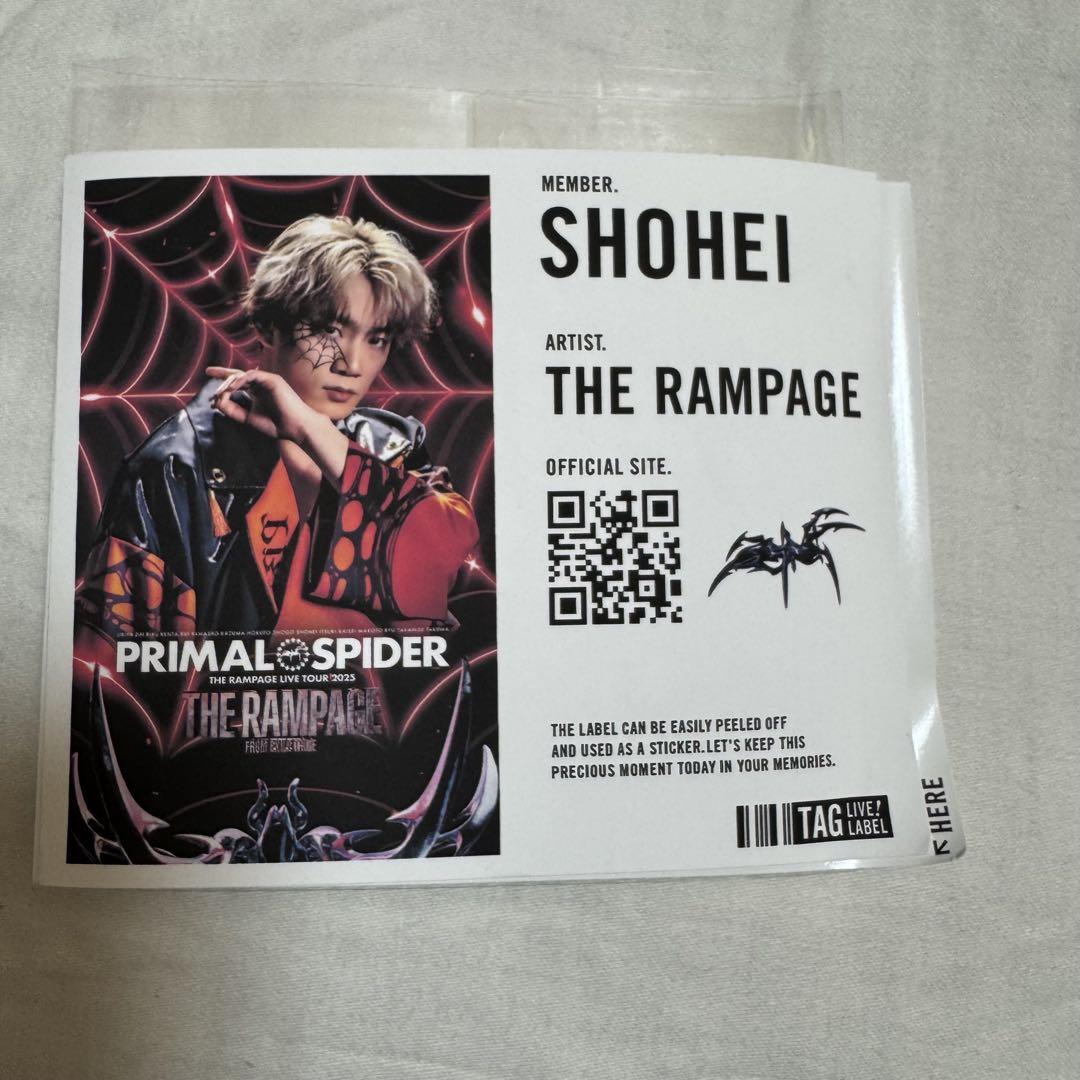 MEMBER.
SHOHEI
ARTIST.
THE RAMPAGE
OFFICIAL SITE.
PRIMAL SPIDER
THE RAMPAGE LIVE TOUR 2025
THE RAMPAGE
FROM EXILE TRIBE
THE LABEL CAN BE EASILY PEELED OFF
AND USED AS A STICKER.LET'S KEEP THIS
PRECIOUS MOMENT TODAY IN YOUR MEMORIES.
TAG LIVE!
LABEL
HERE